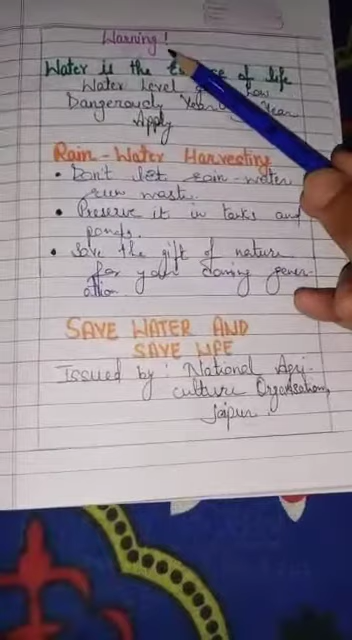 Warning!
Water is the Essence of life
Water Level Low
Dangerously Year Year
Apply
Rain-Water Harvesting
• Don't let rain-water
run waste.
• Preserve it in tanks and
ponds.
• Save the gift of nature
for your coming gener-
ation.
SAVE WATER AND
SAVE LIFE
Issued by: National Agri-
culture Organisation,
Jaipur.